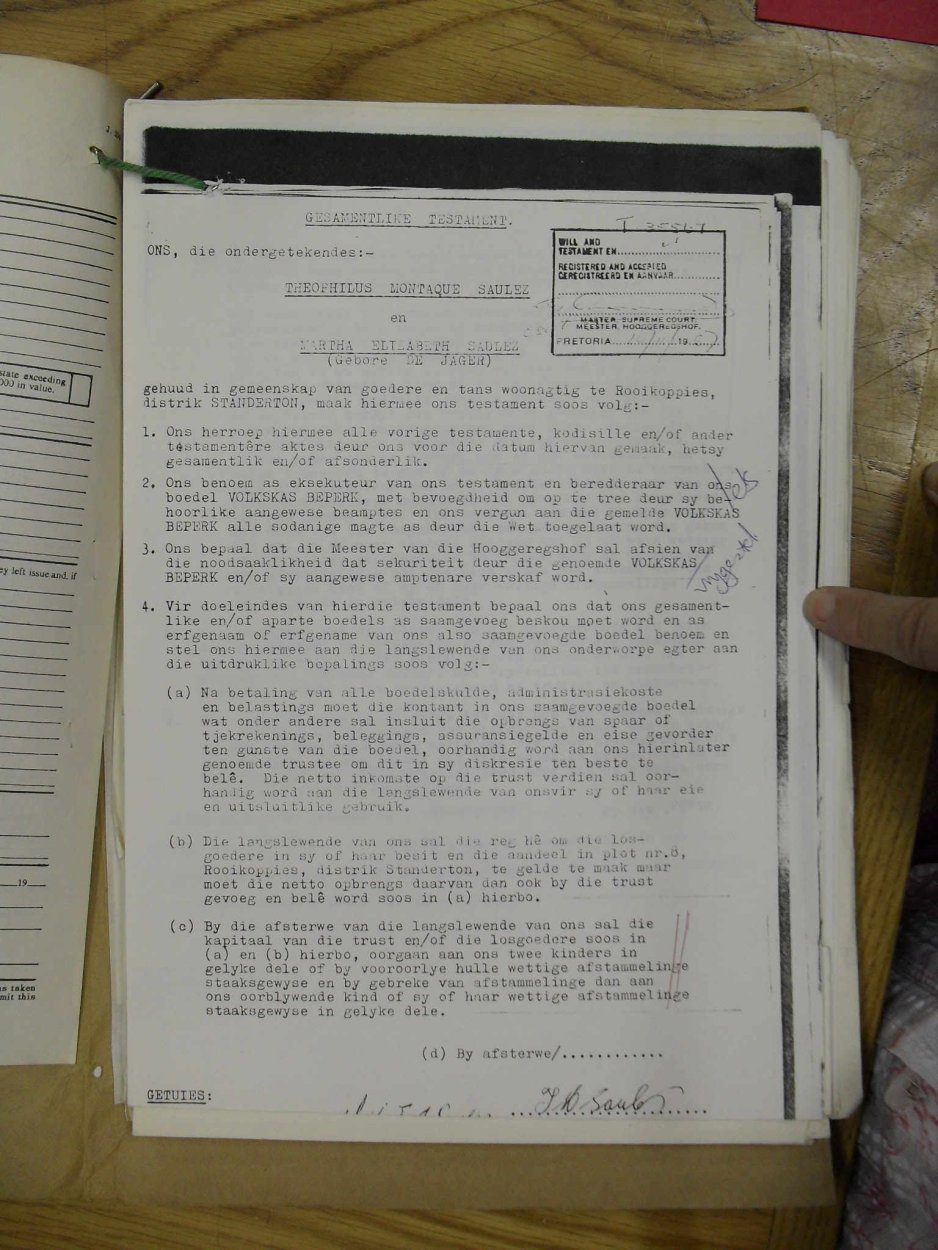 GESAMENTLIKE TESTAMENT.
T 35567
WILL AND
TESTAMENT EN..........
REGISTERED AND ACCEPTED
GEREGISTREERD EN AANVAAR..........
MASTER, SUPREME COURT.
MEESTER, HOOGGEREGSHOF.
PRETORIA.......... 19
ONS, die ondergetekendes:-
THEOPHILUS MONTAQUE SAULEZ
en
MARTHA ELIZABETH SAULEZ
(Gebore DE JAGER)
gehuud in gemeenskap van goedere en tans woonagtig te Rooikoppies,
distrik STANDERTON, maak hiermee ons testament soos volg:-
1. Ons herroep hiermee alle vorige testamente, kodisille en/of ander
testamentêre aktes deur ons voor die datum hiervan gemaak, hetsy
gesamentlik en/of afsonderlik.
2. Ons benoem as eksekuteur van ons testament en beredderaar van ons
boedel VOLKSKAS BEPERK, met bevoegdheid om op te tree deur sy be-
hoorlike aangewese beamptes en ons vergun aan die gemelde VOLKSKAS
BEPERK alle sodanige magte as deur die Wet toegelaat word.
3. Ons bepaal dat die Meester van die Hooggeregshof sal afsien van
die noodsaaklikheid dat sekuriteit deur die genoemde VOLKSKAS
BEPERK en/of sy aangewese amptenare verskaf word.
4. Vir doeleindes van hierdie testament bepaal ons dat ons gesament-
like en/of aparte boedels as saamgevoeg beskou moet word en as
erfgenaam of erfgename van ons also saamgevoegde boedel benoem en
stel ons hiermee aan die langslewende van ons onderworpe egter aan
die uitdruklike bepalings soos volg:-
(a) Na betaling van alle boedelskulde, administrasiekoste
en belastings moet die kontant in ons saamgevoegde boedel
wat onder andere sal insluit die opbrengs van spaar of
tjekrekenings, beleggings, assuransiegelde en eise gevorder
ten gunste van die boedel, oorhandig word aan ons hierinlater
genoemde trustee om dit in sy diskresie ten beste te
belê. Die netto inkomste op die trust verdien sal oor-
handig word aan die langslewende van onsvir sy of haar eie
en uitsluitlike gebruik.
(b) Die langslewende van ons sal die reg hê om die los-
goedere in sy of haar besit en die aandeel in plot nr.8,
Rooikoppies, distrik Standerton, te gelde te maak maar
moet die netto opbrengs daarvan dan ook by die trust
gevoeg en belê word soos in (a) hierbo.
(c) By die afsterwe van die langslewende van ons sal die
kapitaal van die trust en/of die losgoedere soos in
(a) en (b) hierbo, oorgaan aan ons twee kinders in
gelyke dele of by vooroorlye hulle wettige afstammelinge
staaksgewyse en by gebreke van afstammelinge dan aan
ons oorblywende kind of sy of haar wettige afstammelinge
staaksgewyse in gelyke dele.
(d) By afsterwe/............
GETUIES:
state exceeding
000 in value.
ey left issue and, if
19
as taken
mit this